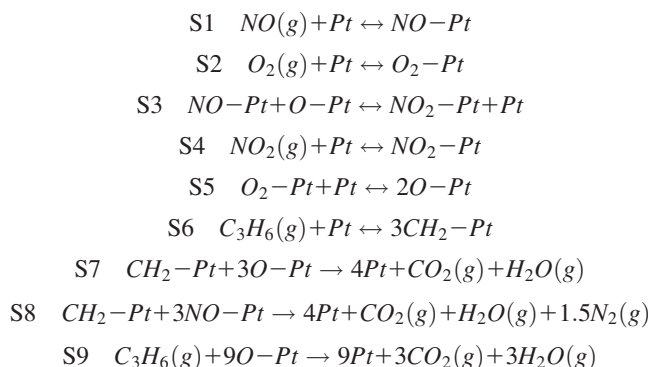 S1 NO(g)+Pt ↔ NO−Pt
S2 O₂(g)+Pt ↔ O₂−Pt
S3 NO−Pt+O−Pt ↔ NO₂−Pt+Pt
S4 NO₂(g)+Pt ↔ NO₂−Pt
S5 O₂−Pt+Pt ↔ 2O−Pt
S6 C₃H₆(g)+Pt ↔ 3CH₂−Pt
S7 CH₂−Pt+3O−Pt → 4Pt+CO₂(g)+H₂O(g)
S8 CH₂−Pt+3NO−Pt → 4Pt+CO₂(g)+H₂O(g)+1.5N₂(g)
S9 C₃H₆(g)+9O−Pt → 9Pt+3CO₂(g)+3H₂O(g)